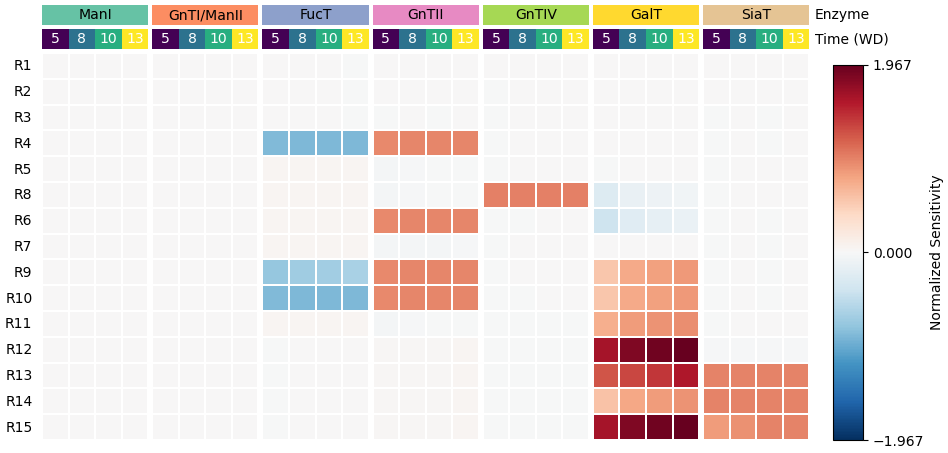 ManI GnTI/ManII FucT GnTII GnTIV GalT SiaT Enzyme
5 8 10 13 5 8 10 13 5 8 10 13 5 8 10 13 5 8 10 13 5 8 10 13 5 8 10 13 Time (WD)
R1
R2
R3
R4
R5
R8
R6
R7
R9
R10
R11
R12
R13
R14
R15
1.967
0.000
−1.967
Normalized Sensitivity